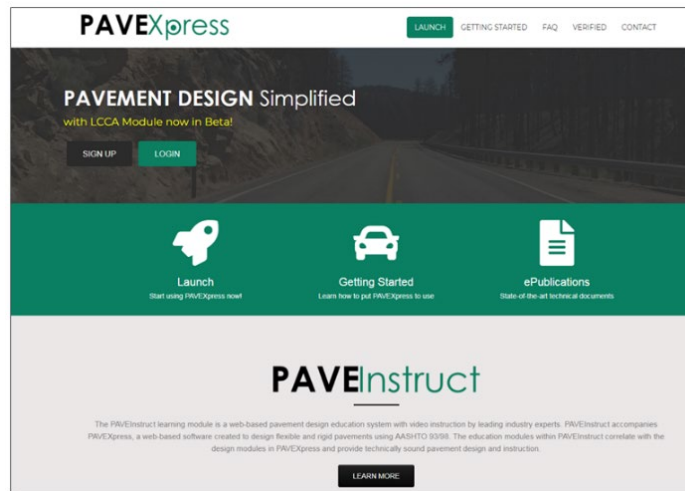 PAVEXpress
LAUNCH GETTING STARTED FAQ VERIFIED CONTACT
PAVEMENT DESIGN Simplified
with LCCA Module now in Beta!
SIGN UP LOGIN
Launch
Start using PAVEXpress now!
Getting Started
Learn how to put PAVEXpress to use
ePublications
State-of-the-art technical documents
PAVEInstruct
The PAVEInstruct learning module is a web-based pavement design education system with video instruction by leading industry experts. PAVEInstruct accompanies
PAVEXpress, a web-based software created to design flexible and rigid pavements using AASHTO 93/98. The education modules within PAVEInstruct correlate with the
design modules in PAVEXpress and provide technically sound pavement design and instruction.
LEARN MORE